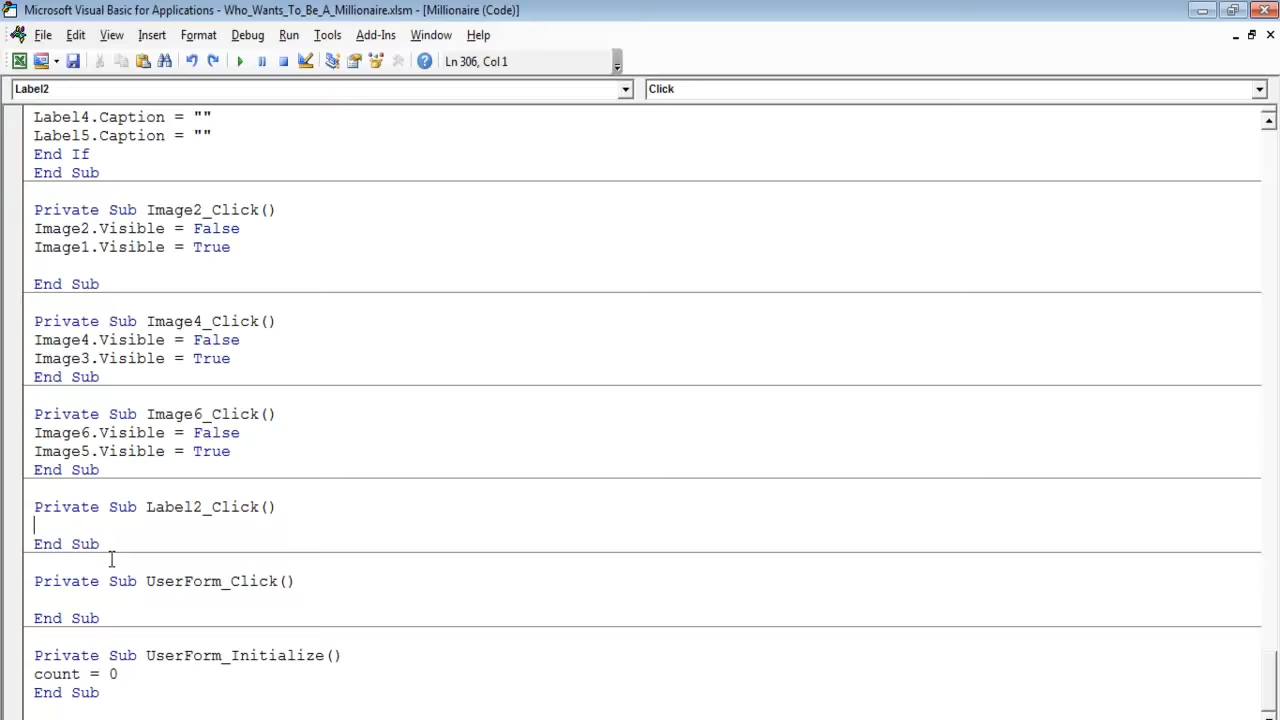 Microsoft Visual Basic for Applications - Who_Wants_To_Be_A_Millionaire.xlsm - [Millionaire (Code)]
File Edit View Insert Format Debug Run Tools Add-Ins Window Help
Ln 306, Col 1
Label2 Click
Label4.Caption = ""
Label5.Caption = ""
End If
End Sub
Private Sub Image2_Click()
Image2.Visible = False
Image1.Visible = True
End Sub
Private Sub Image4_Click()
Image4.Visible = False
Image3.Visible = True
End Sub
Private Sub Image6_Click()
Image6.Visible = False
Image5.Visible = True
End Sub
Private Sub Label2_Click()
End Sub
Private Sub UserForm_Click()
End Sub
Private Sub UserForm_Initialize()
count = 0
End Sub